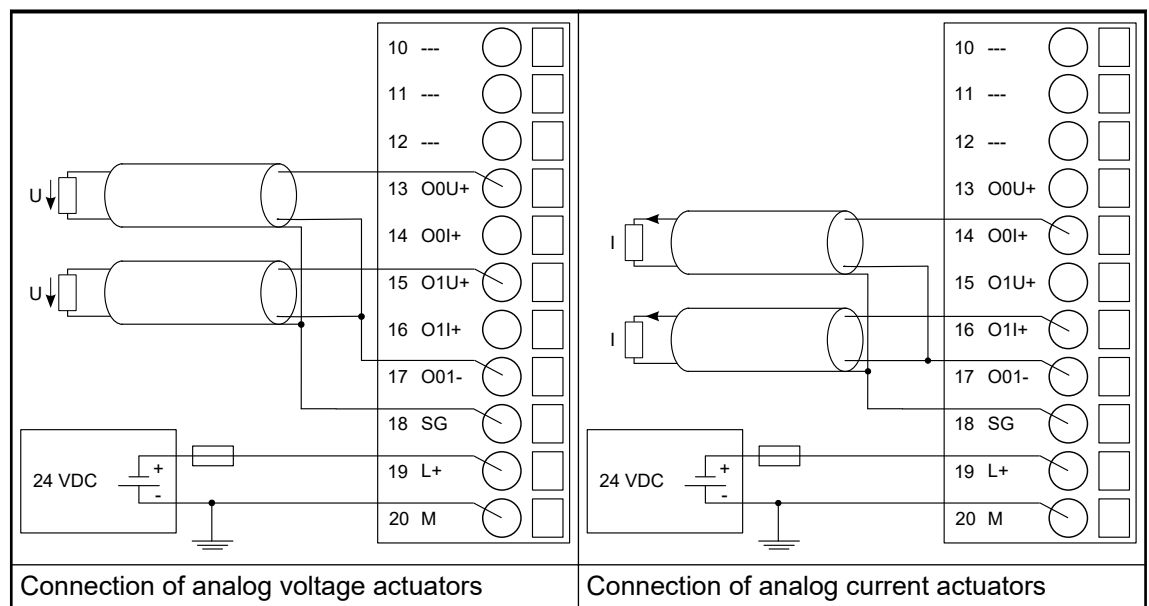 10 ---
11 ---
12 ---
13 O0U+
14 O0I+
15 O1U+
16 O1I+
17 O01-
18 SG
19 L+
20 M
U
U
24 VDC
+
-
Connection of analog voltage actuators
10 ---
11 ---
12 ---
13 O0U+
14 O0I+
15 O1U+
16 O1I+
17 O01-
18 SG
19 L+
20 M
I
I
24 VDC
+
-
Connection of analog current actuators